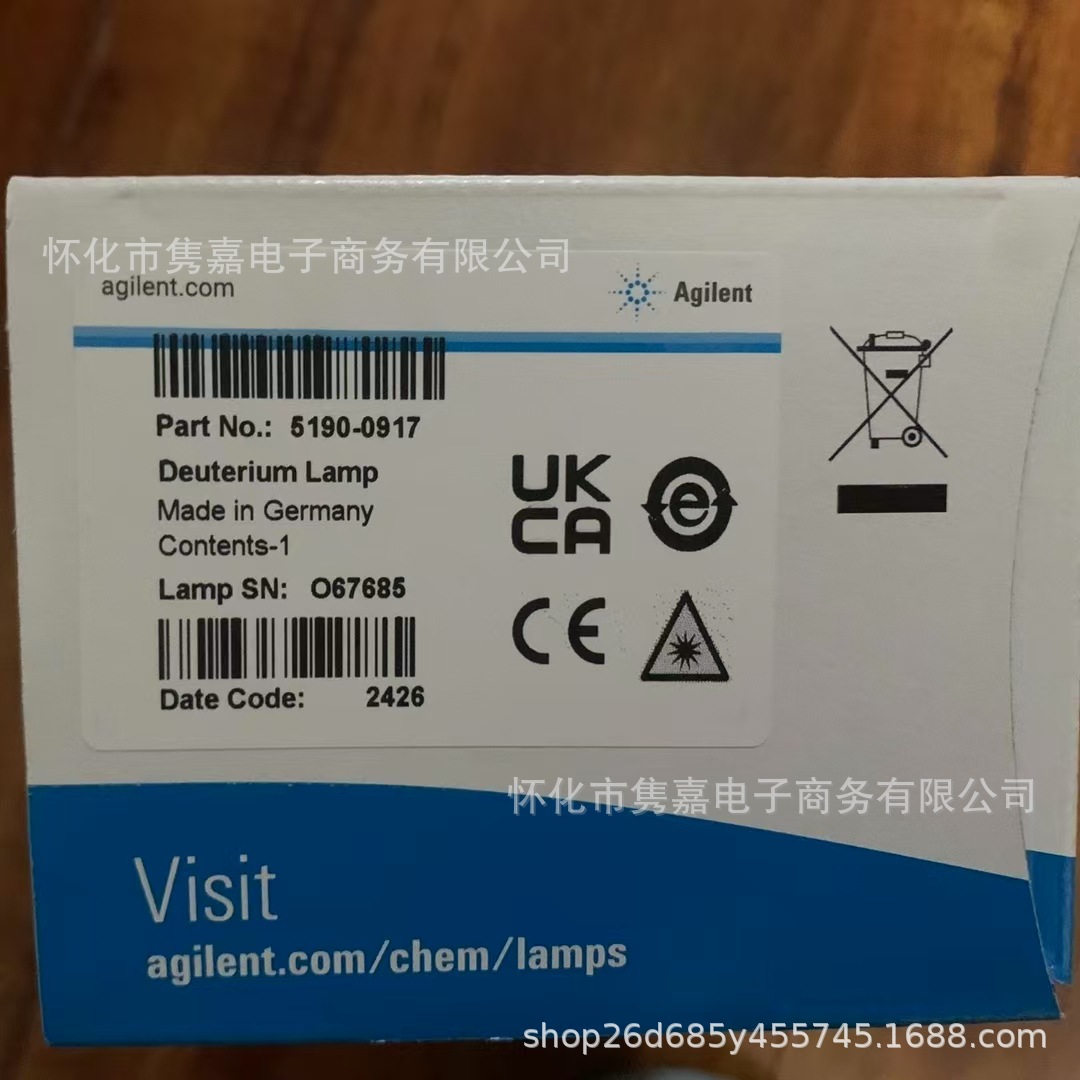 怀化市隽嘉电子商务有限公司
agilent.com
Agilent
Part No.: 5190-0917
Deuterium Lamp
Made in Germany
Contents-1
Lamp SN: O67685
Date Code: 2426
UK
CA
e
CE
怀化市隽嘉电子商务有限公司
Visit
agilent.com/chem/lamps
shop26d685y455745.1688.com